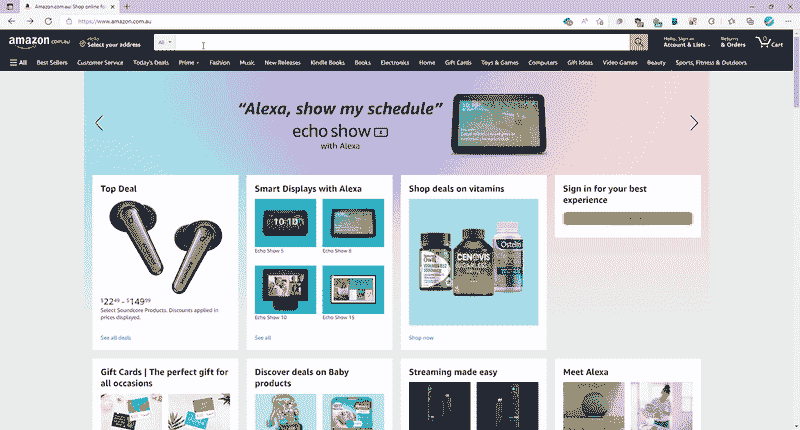 Amazon.com.au: Shop online fo
https://www.amazon.com.au
amazon.com.au
Hello
Select your address
All
Hello, Sign in
Account & Lists
Returns
& Orders
0
Cart
All
Best Sellers
Customer Service
Today's Deals
Prime
Fashion
Music
New Releases
Kindle Books
Books
Electronics
Home
Gift Cards
Toys & Games
Computers
Gift Ideas
Video Games
Beauty
Sports, Fitness & Outdoors
“Alexa, show my schedule”
echo show
with Alexa
Top Deal
$22.49 - $149.99
Select Soundcore Products. Discounts applied in
prices displayed.
See all deals
Smart Displays with Alexa
10:10
Echo Show 5
Echo Show 8
Echo Show 10
Echo Show 15
See all
Shop deals on vitamins
CENOVIS
Ostelin
Shop now
Sign in for your best
experience
Gift Cards | The perfect gift for
all occasions
Discover deals on Baby
products
Streaming made easy
Meet Alexa